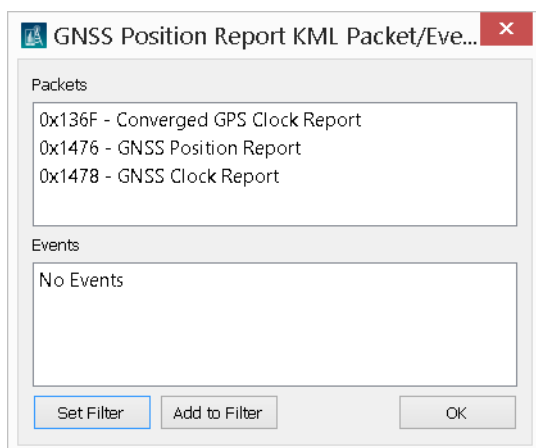 GNSS Position Report KML Packet/Eve...
Packets
0x136F - Converged GPS Clock Report
0x1476 - GNSS Position Report
0x1478 - GNSS Clock Report
Events
No Events
Set Filter Add to Filter OK